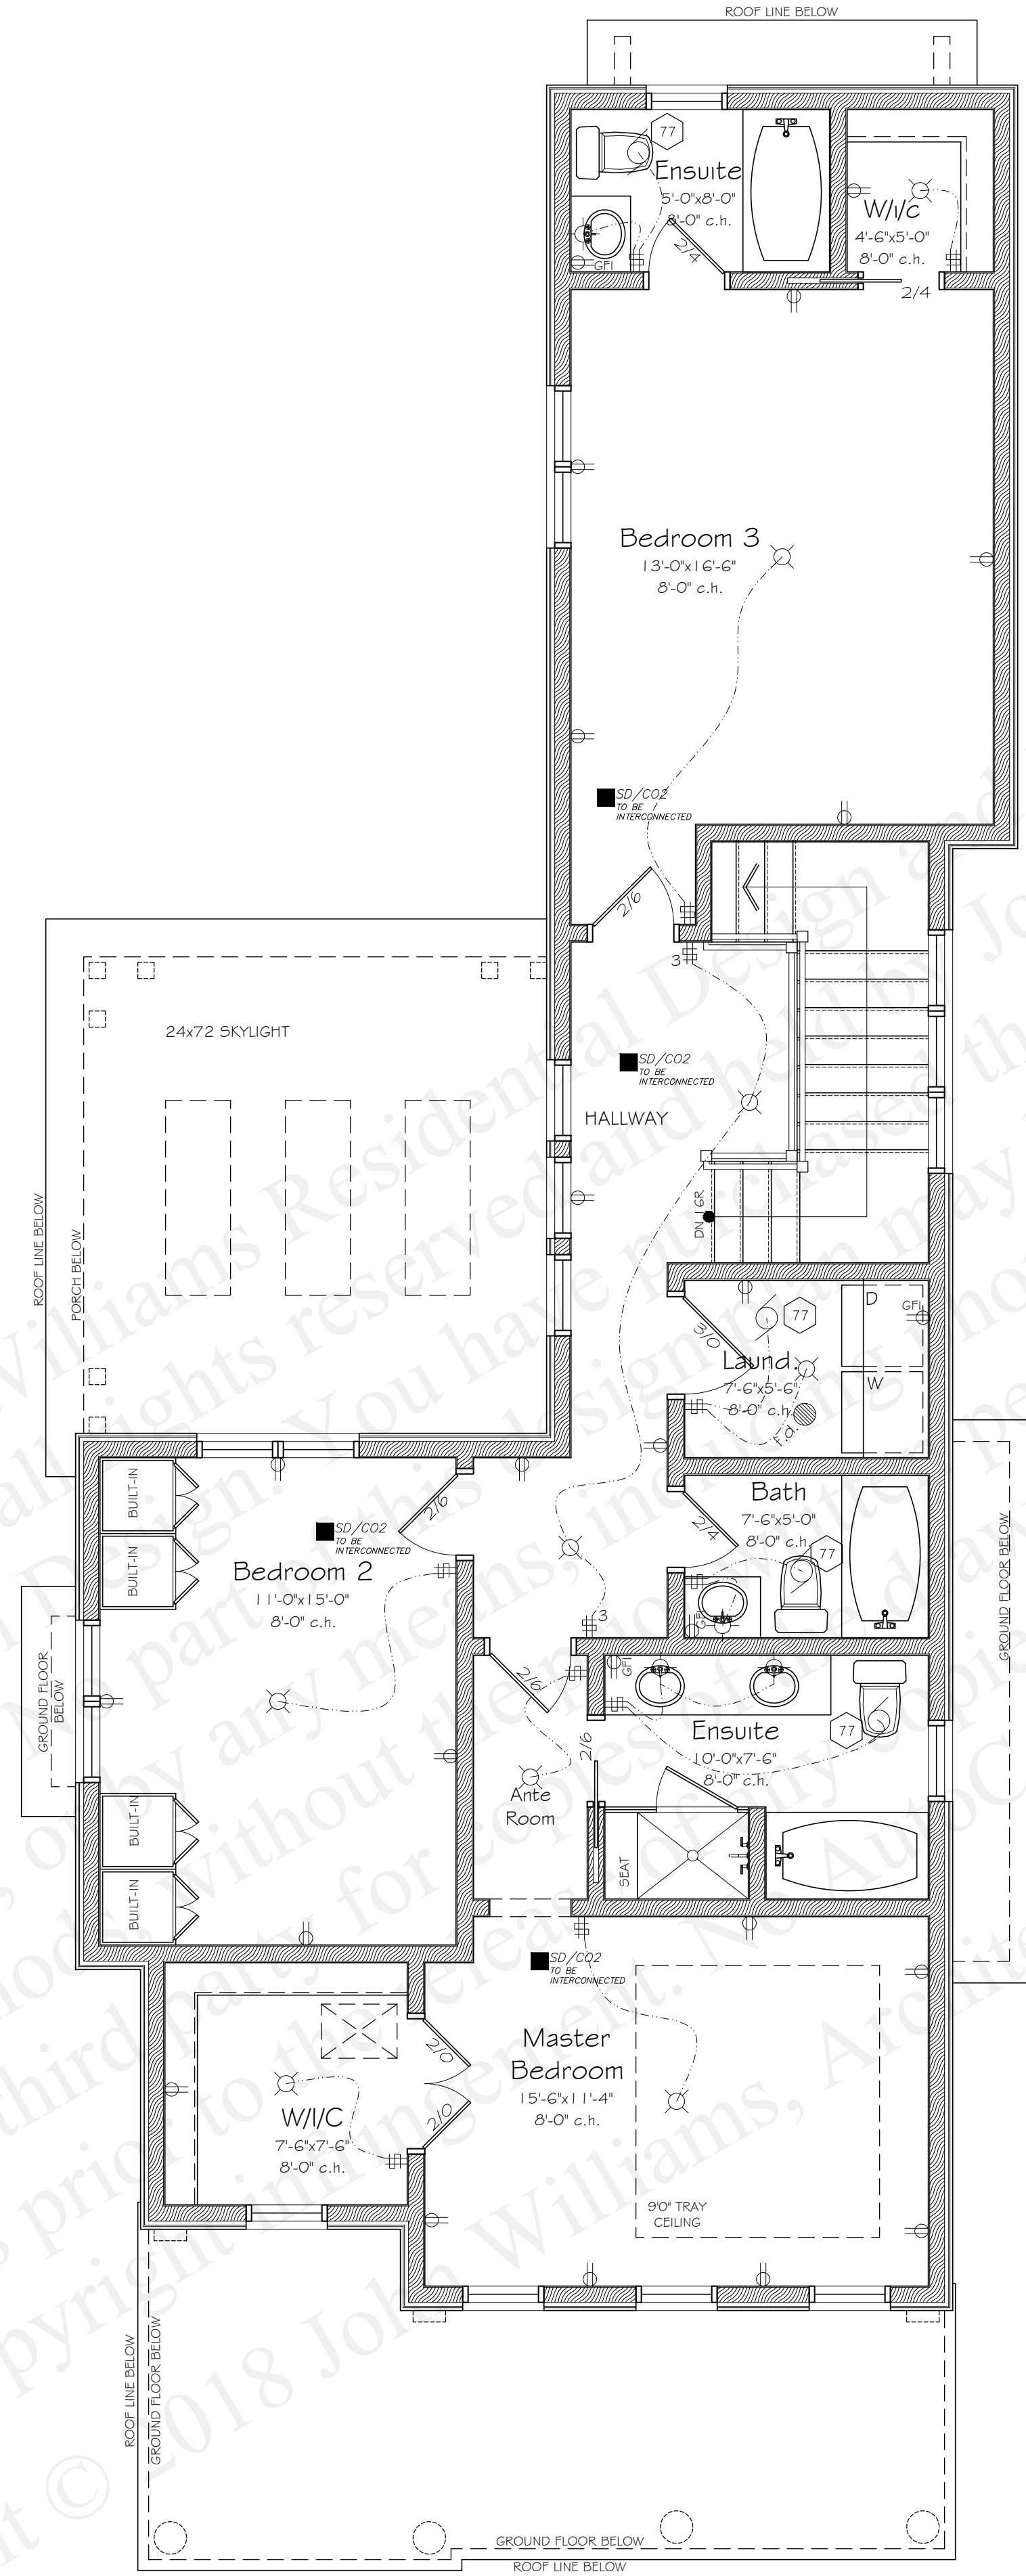 ROOF LINE BELOW
77
Ensuite
5'-0"x8'-0"
8'-0" c.h.
GFI
2/4
W/i/c
4'-6"x5'-0"
8'-0" c.h.
2/4
Bedroom 3
13'-0"x16'-6"
8'-0" c.h.
SD/CO2
TO BE
INTERCONNECTED
2/6
3
24x72 SKYLIGHT
SD/CO2
TO BE
INTERCONNECTED
HALLWAY
DN 16R
ROOF LINE BELOW
PORCH BELOW
77
D
GFI
3/0
Laund.
7'-6"x5'-6"
8'-0" c.h.
W
F.d.
BUILT-IN
BUILT-IN
2/6
SD/CO2
TO BE
INTERCONNECTED
Bedroom 2
11'-0"x15'-0"
8'-0" c.h.
Bath
7'-6"x5'-0"
8'-0" c.h.
2/4
77
GFI
3
GROUND FLOOR BELOW
GROUND FLOOR
BELOW
2/6
GFI
Ensuite
10'-0"x7'-6"
8'-0" c.h.
77
2/6
Ante
Room
SEAT
BUILT-IN
BUILT-IN
SD/CO2
TO BE
INTERCONNECTED
Master
Bedroom
15'-6"x11'-4"
8'-0" c.h.
2/0
2/0
W/I/C
7'-6"x7'-6"
8'-0" c.h.
9'0" TRAY
CEILING
ROOF LINE BELOW
GROUND FLOOR BELOW
GROUND FLOOR BELOW
ROOF LINE BELOW
© 2018 John Williams, Archite